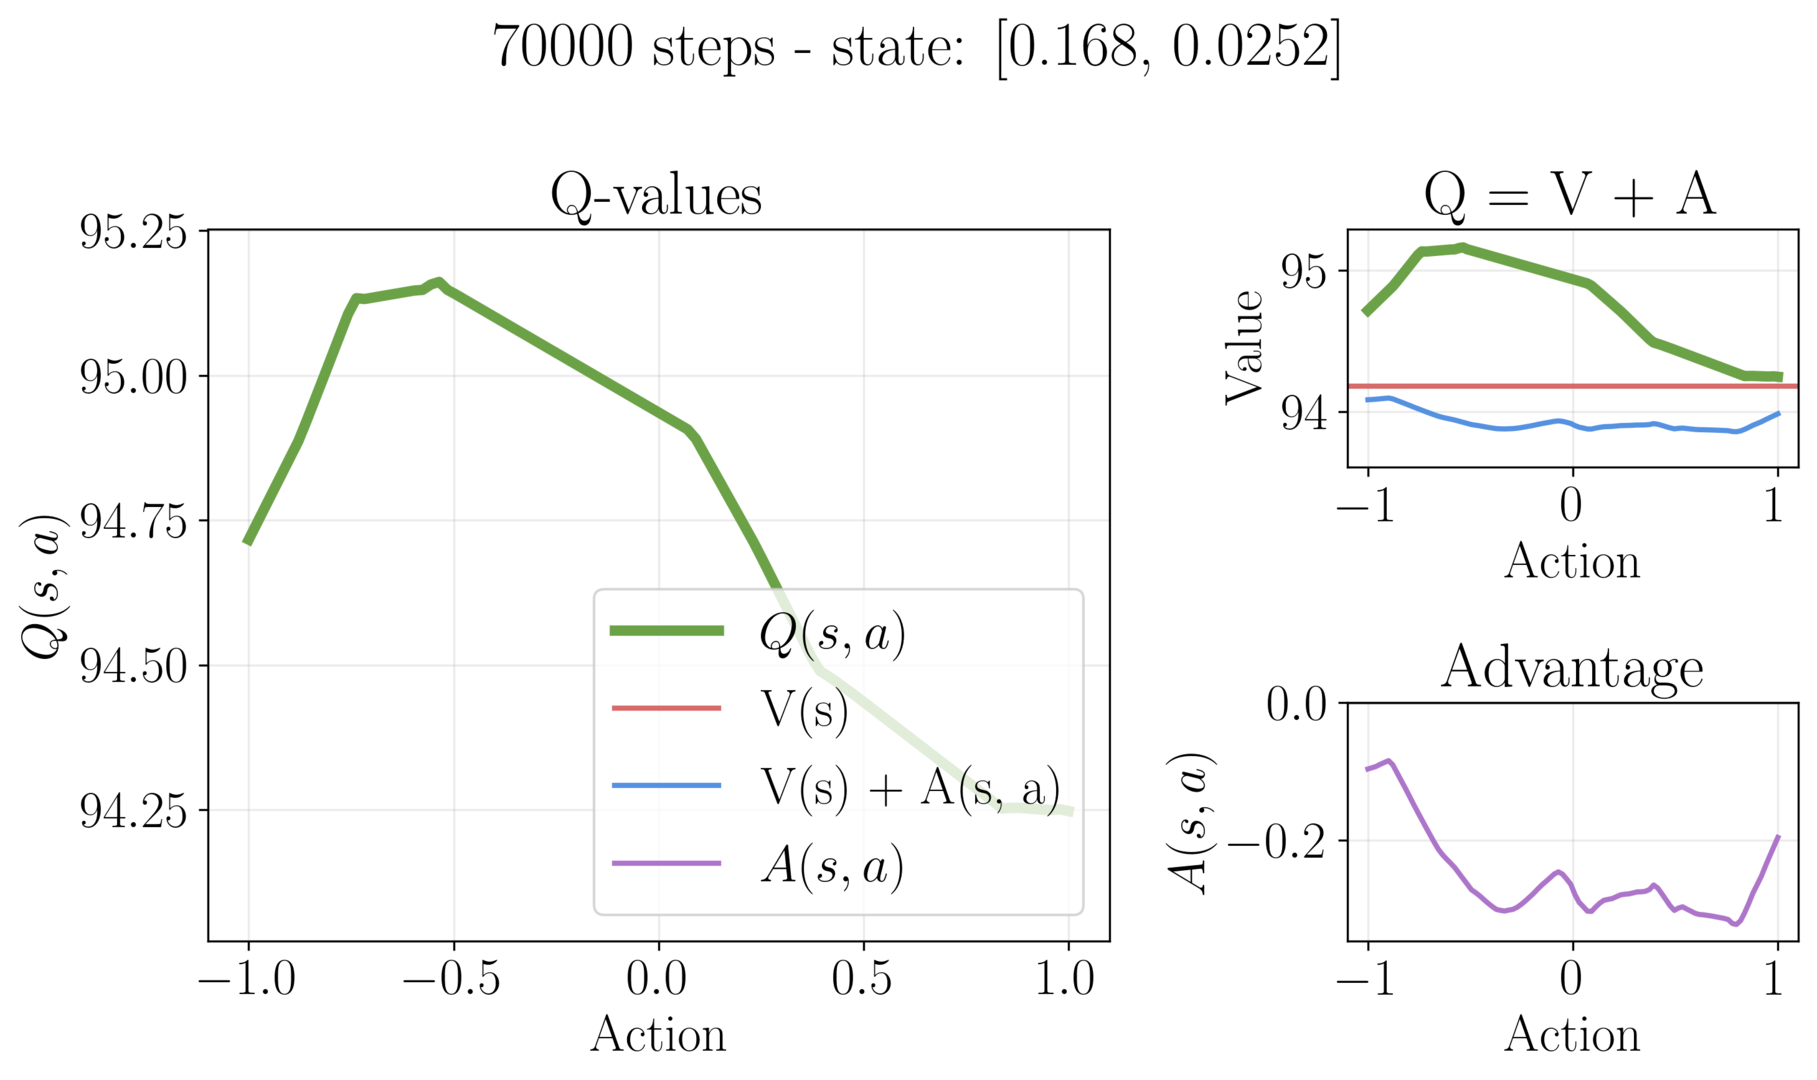 70000 steps - state: [0.168, 0.0252]
Q-values
95.25
95.00
94.75
94.50
94.25
Q(s, a)
Q(s, a)
V(s)
V(s) + A(s, a)
A(s, a)
−1.0 −0.5 0.0 0.5 1.0
Action
Q = V + A
95
94
Value
−1 0 1
Action
Advantage
0.0
−0.2
A(s, a)
−1 0 1
Action